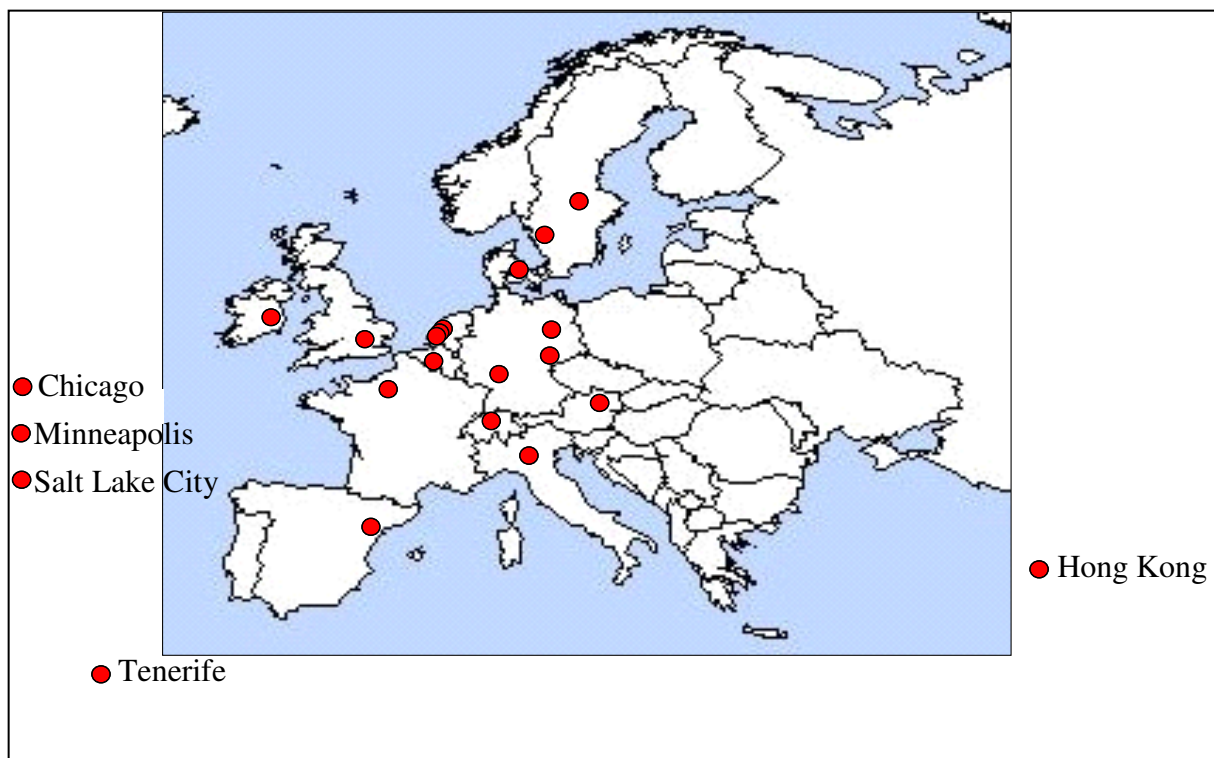 Chicago
Minneapolis
Salt Lake City
Hong Kong
Tenerife